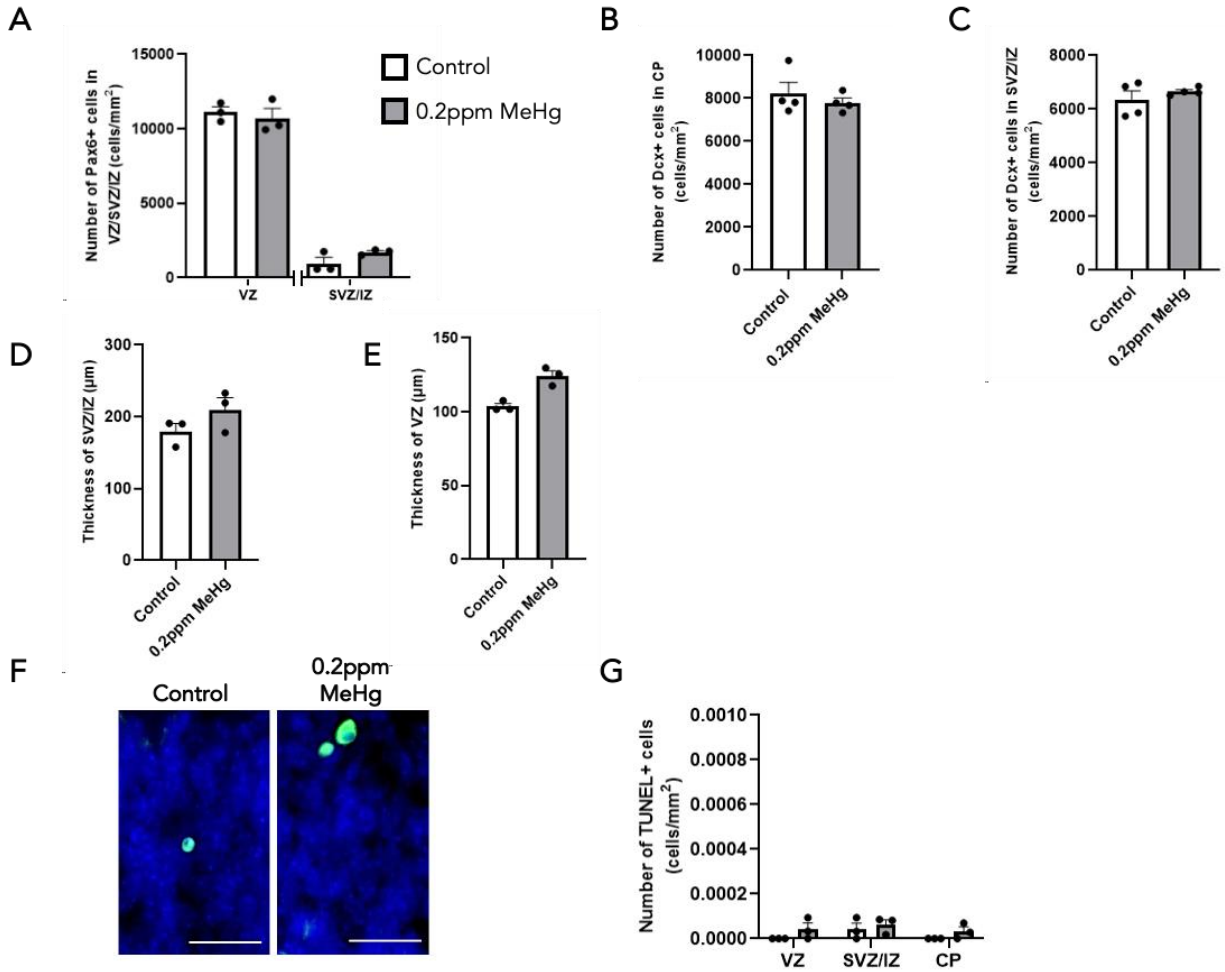 A
Number of Pax6+ cells in
VZ/SVZ/IZ (cells/mm²)
15000
10000
5000
0
VZ
SVZ/IZ
Control
0.2ppm MeHg
B
Number of Dcx+ cells in CP
(cells/mm²)
10000
8000
6000
4000
2000
0
Control
0.2ppm MeHg
C
Number of Dcx+ cells in SVZ/IZ
(cells/mm²)
8000
6000
4000
2000
0
Control
0.2ppm MeHg
D
Thickness of SVZ/IZ (µm)
300
200
100
0
Control
0.2ppm MeHg
E
Thickness of VZ (µm)
150
100
50
0
Control
0.2ppm MeHg
F
Control
0.2ppm
MeHg
G
Number of TUNEL+ cells
(cells/mm²)
0.0010
0.0008
0.0006
0.0004
0.0002
0.0000
VZ
SVZ/IZ
CP